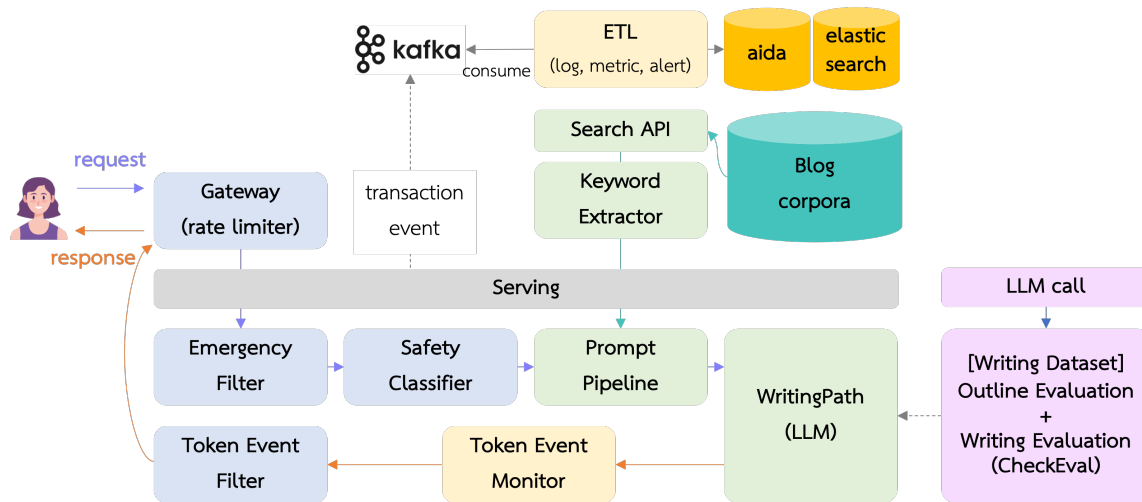 kafka
consume
ETL
(log, metric, alert)
aida
elastic
search
Search API
Blog
corpora
Keyword
Extractor
request
response
Gateway
(rate limiter)
transaction
event
Serving
LLM call
Emergency
Filter
Safety
Classifier
Prompt
Pipeline
WritingPath
(LLM)
[Writing Dataset]
Outline Evaluation
+
Writing Evaluation
(CheckEval)
Token Event
Filter
Token Event
Monitor